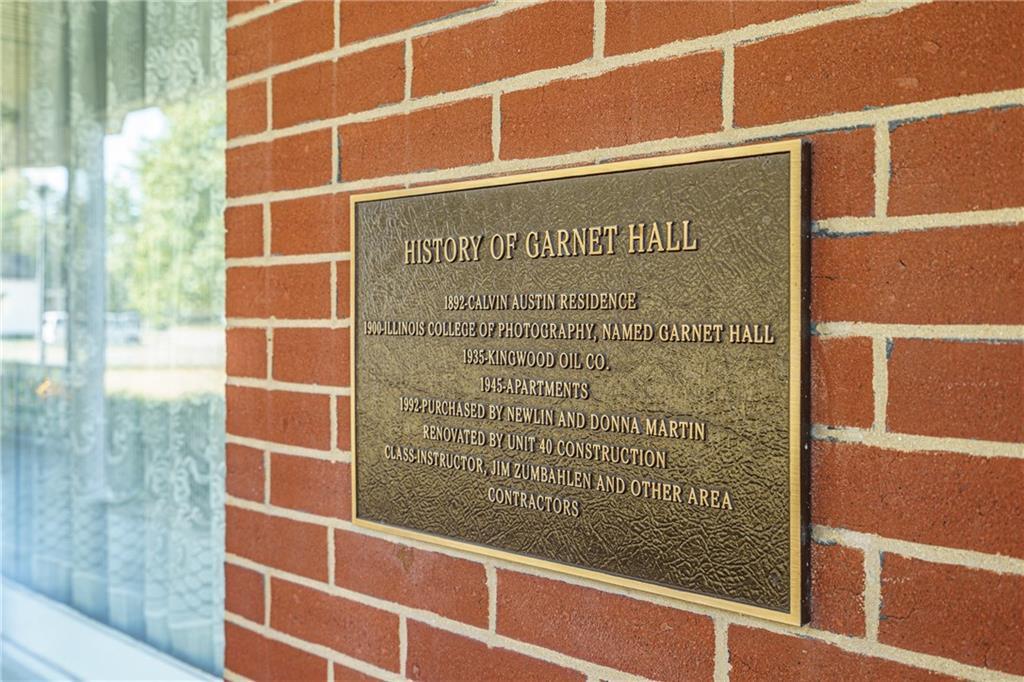 HISTORY OF GARNET HALL
1892-CALVIN AUSTIN RESIDENCE
1900-ILLINOIS COLLEGE OF PHOTOGRAPHY, NAMED GARNET HALL
1935-KINGWOOD OIL CO.
1945-APARTMENTS
1992-PURCHASED BY NEWLIN AND DONNA MARTIN
RENOVATED BY UNIT 40 CONSTRUCTION
CLASS-INSTRUCTOR, JIM ZUMBAHLEN AND OTHER AREA
CONTRACTORS